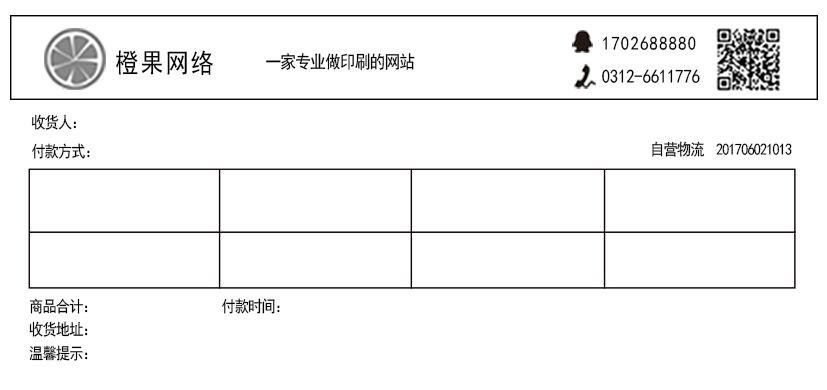 橙果网络 一家专业做印刷的网站 1702688880
0312-6611776
收货人：
付款方式： 自营物流 201706021013
商品合计： 付款时间：
收货地址：
温馨提示：